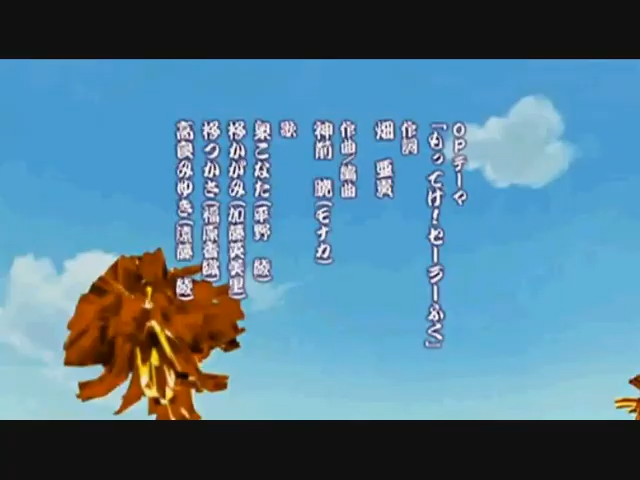 OPテーマ
「もってけ!セーラーふく」
作詞
畑 亜貴
作曲/編曲
神前 暁(モナカ)
歌
泉こなた(平野 綾)
柊かがみ(加藤英美里)
柊つかさ(福原香織)
高良みゆき(遠藤 綾)